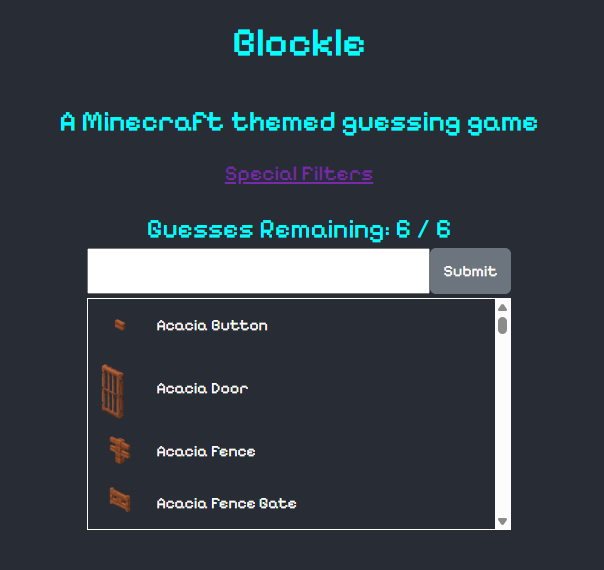 Blockle
A Minecraft themed guessing game
Special Filters
Guesses Remaining: 6 / 6
Submit
Acacia Button
Acacia Door
Acacia Fence
Acacia Fence Gate